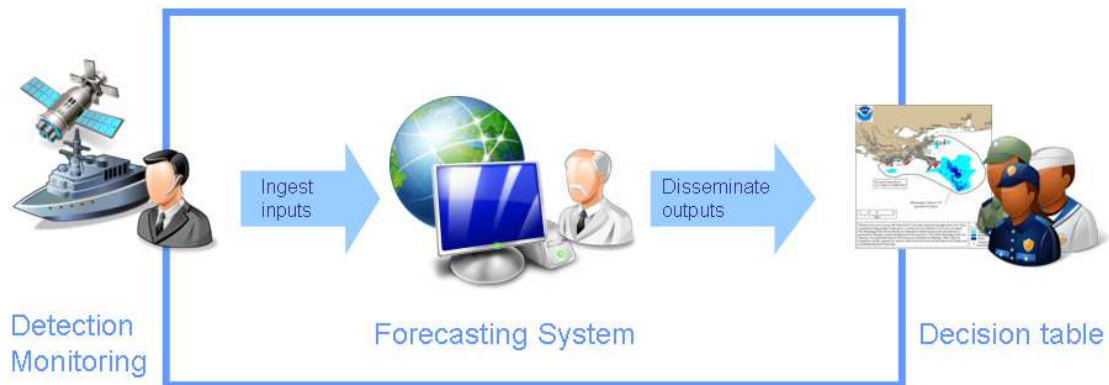 Ingest
inputs
Disseminate
outputs
Detection
Monitoring
Forecasting System
Decision table